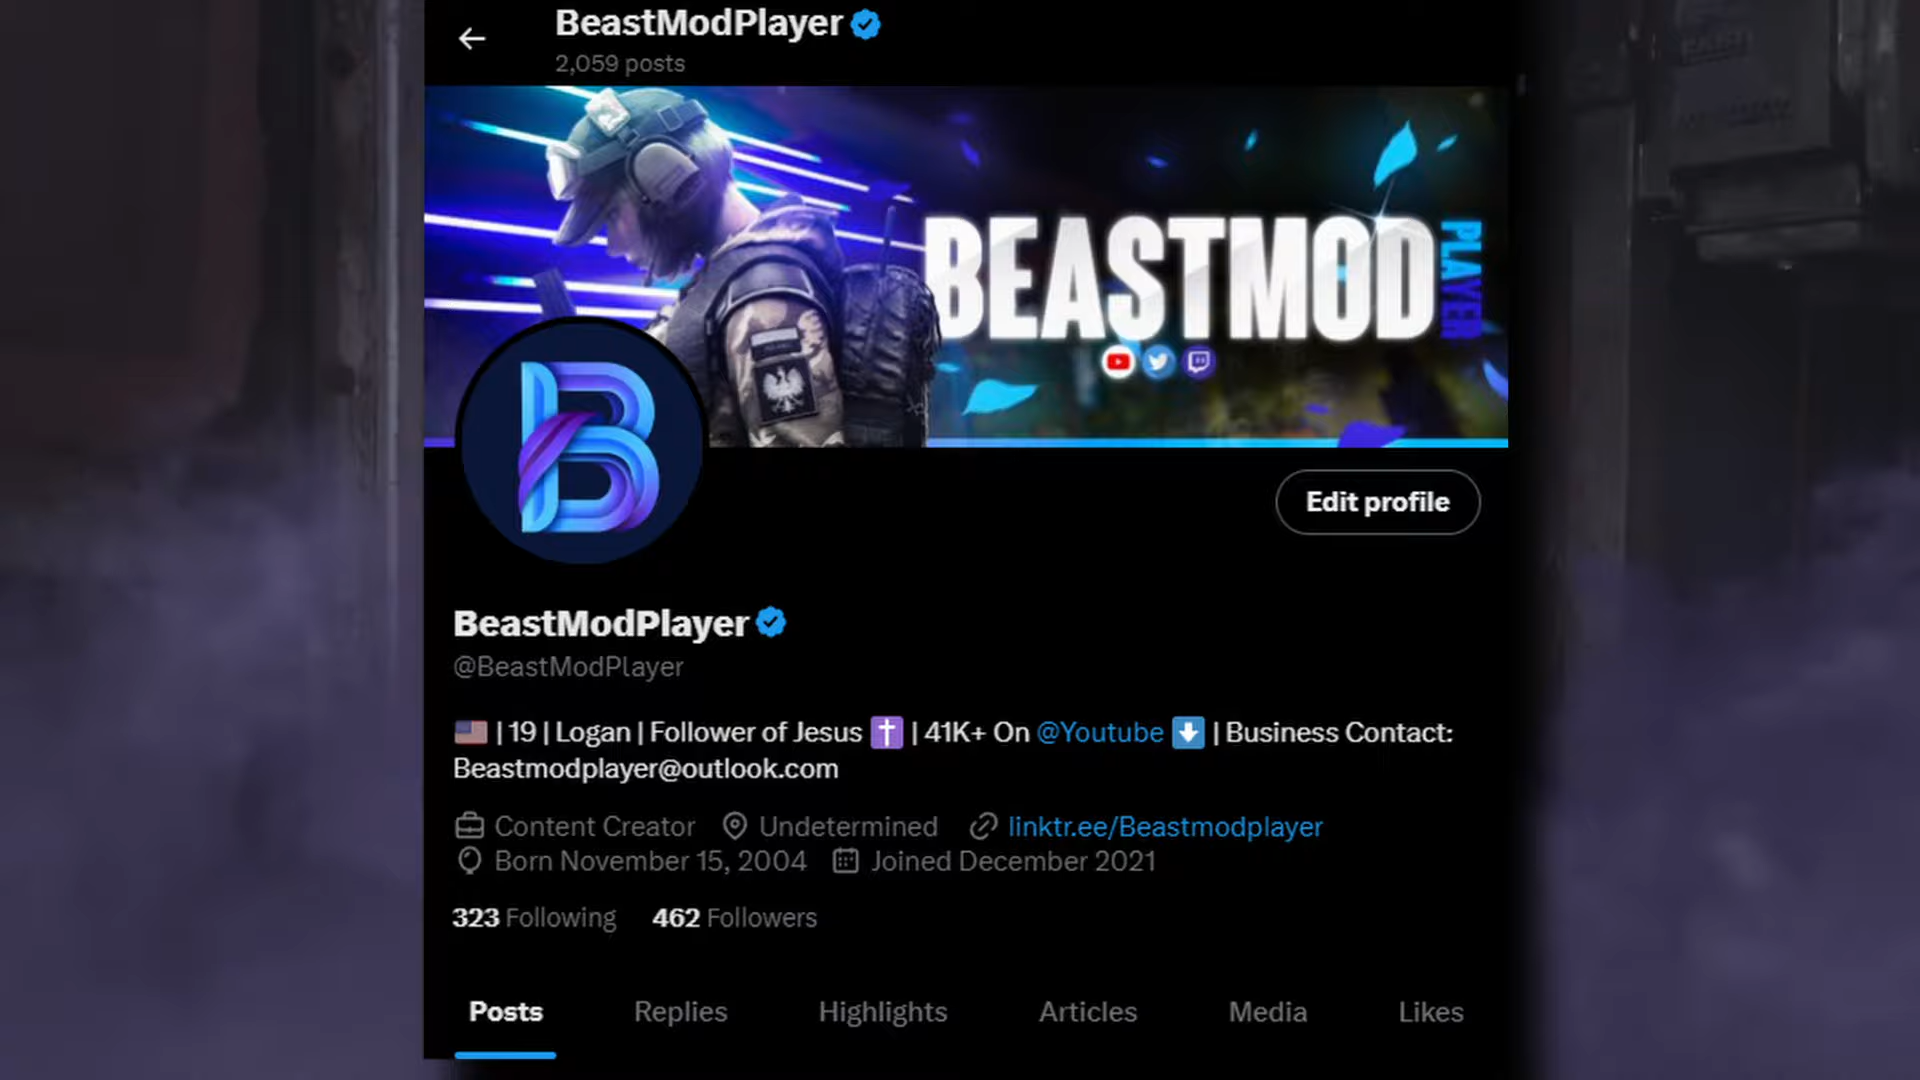 BeastModPlayer
2,059 posts
BEASTMOD
PLAYER
B
Edit profile
BeastModPlayer
@BeastModPlayer
| 19 | Logan | Follower of Jesus | 41K+ On @Youtube | Business Contact:
Beastmodplayer@outlook.com
Content Creator Undetermined linktr.ee/Beastmodplayer
Born November 15, 2004 Joined December 2021
323 Following 462 Followers
Posts Replies Highlights Articles Media Likes